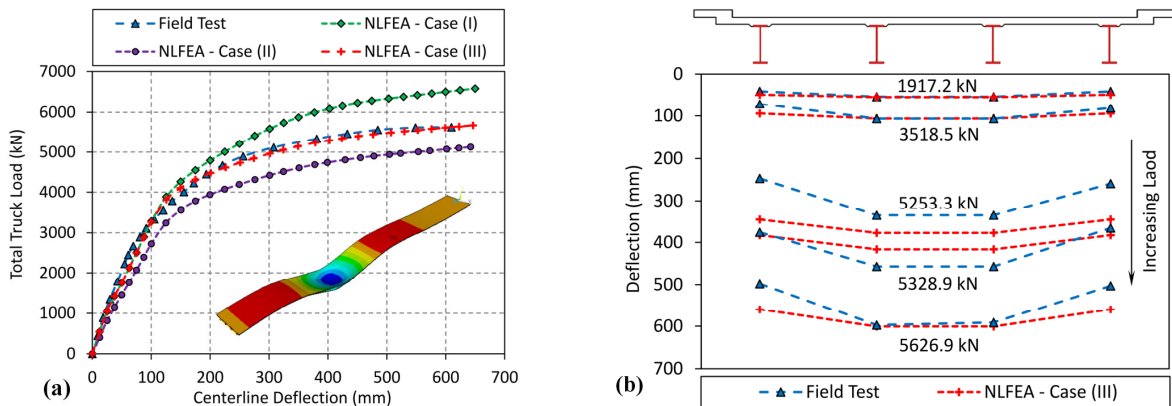 Field Test
NLFEA - Case (I)
NLFEA - Case (II)
NLFEA - Case (III)
Total Truck Load (kN)
7000
6000
5000
4000
3000
2000
1000
0
0 100 200 300 400 500 600 700
Centerline Deflection (mm)
(a)
0
100
200
300
400
500
600
700
Deflection (mm)
1917.2 kN
3518.5 kN
5253.3 kN
5328.9 kN
5626.9 kN
Increasing Laod
Field Test
NLFEA - Case (III)
(b)